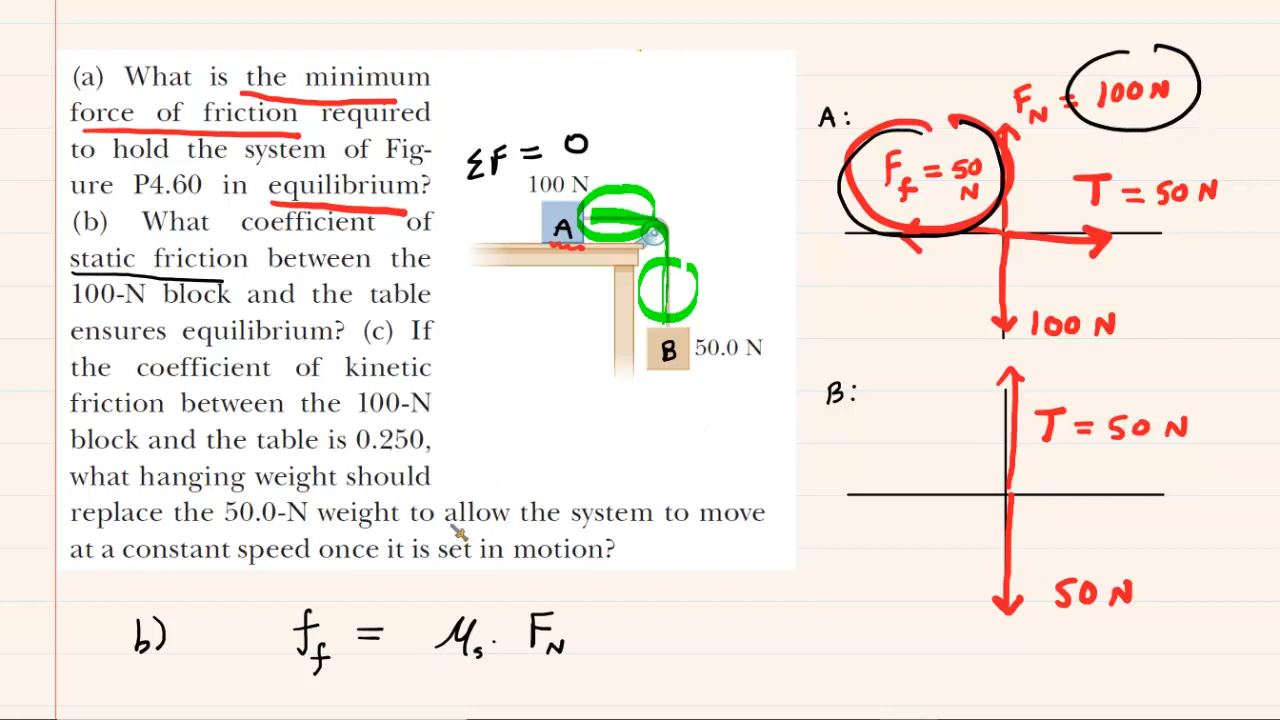 (a) What is the minimum
force of friction required
to hold the system of Fig-
ure P4.60 in equilibrium?
(b) What coefficient of
static friction between the
100-N block and the table
ensures equilibrium? (c) If
the coefficient of kinetic
friction between the 100-N
block and the table is 0.250,
what hanging weight should
replace the 50.0-N weight to allow the system to move
at a constant speed once it is set in motion?
ΣF = 0
100 N
A
B
50.0 N
A:
F_N = 100 N
F_f = 50 N
T = 50 N
100 N
B:
T = 50 N
50 N
b) f_f = μ_s · F_N